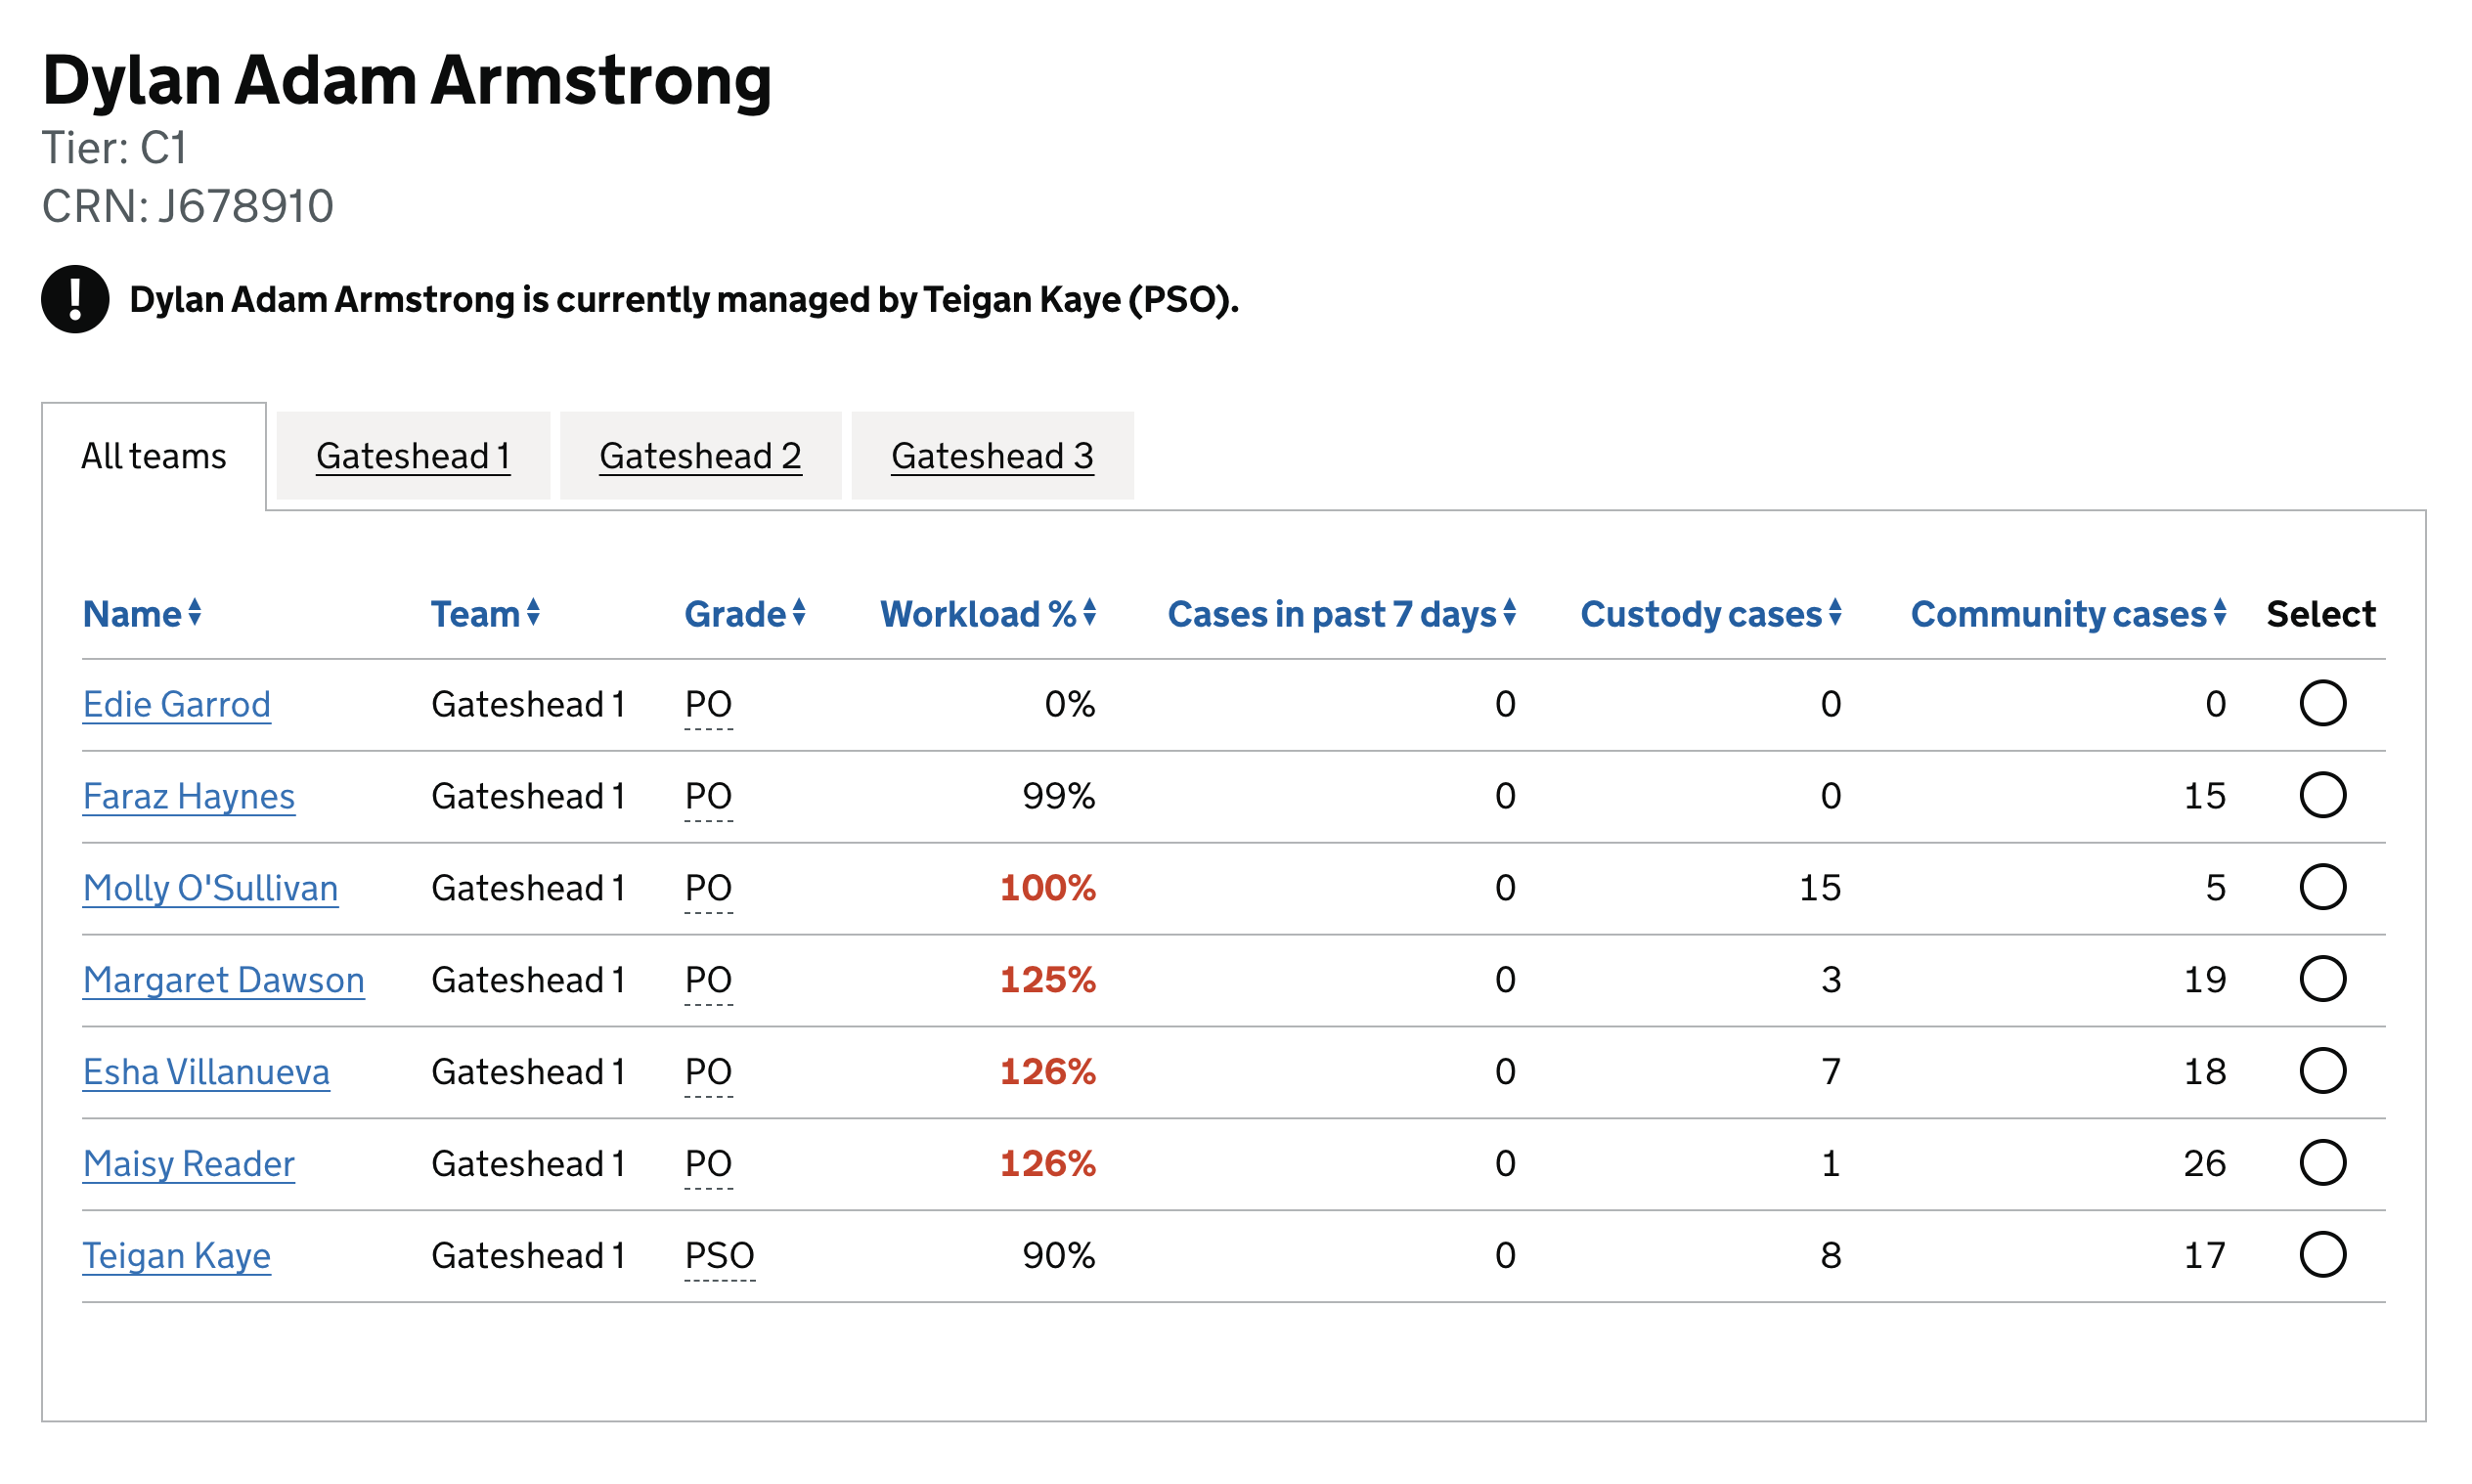 Dylan Adam Armstrong
Tier: C1
CRN: J678910
! Dylan Adam Armstrong is currently managed by Teigan Kaye (PSO).
All teams Gateshead 1 Gateshead 2 Gateshead 3
Name Team Grade Workload % Cases in past 7 days Custody cases Community cases Select
Edie Garrod Gateshead 1 PO 0% 0 0 0
Faraz Haynes Gateshead 1 PO 99% 0 0 15
Molly O'Sullivan Gateshead 1 PO 100% 0 15 5
Margaret Dawson Gateshead 1 PO 125% 0 3 19
Esha Villanueva Gateshead 1 PO 126% 0 7 18
Maisy Reader Gateshead 1 PO 126% 0 1 26
Teigan Kaye Gateshead 1 PSO 90% 0 8 17